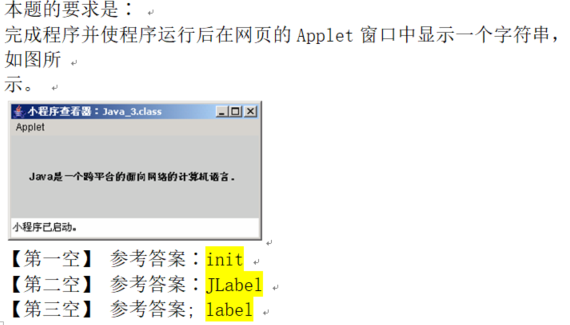 本题的要求是：
完成程序并使程序运行后在网页的 Applet 窗口中显示一个字符串，
如图所
示。
小程序查看器：Java_3.class
Applet
Java是一个跨平台的面向网络的计算机语言.
小程序已启动。
【第一空】 参考答案：init
【第二空】 参考答案：JLabel
【第三空】 参考答案; label